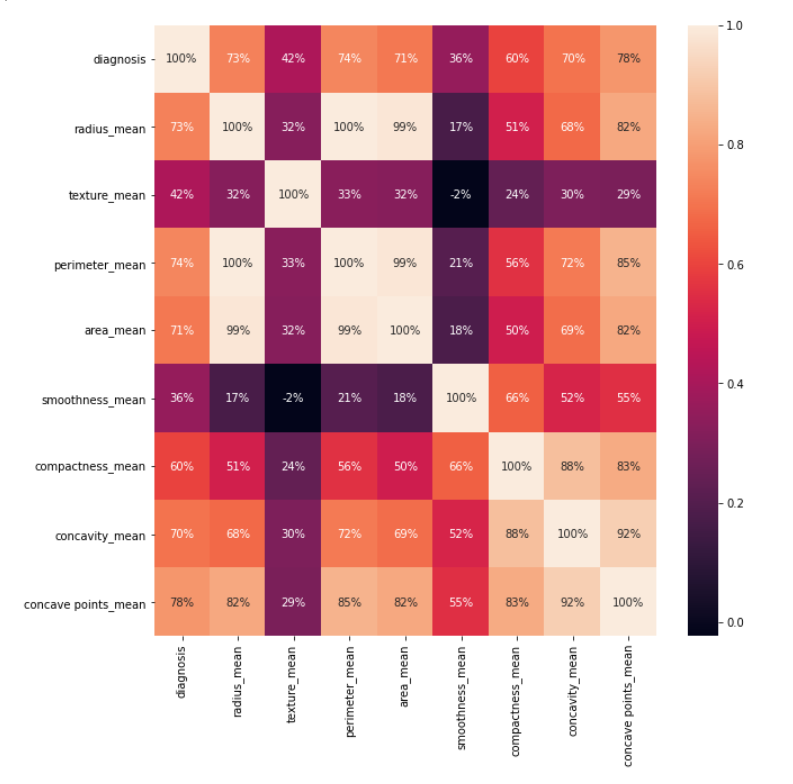 1.0
diagnosis 100% 73% 42% 74% 71% 36% 60% 70% 78%
radius_mean 73% 100% 32% 100% 99% 17% 51% 68% 82%
0.8
texture_mean 42% 32% 100% 33% 32% -2% 24% 30% 29%
perimeter_mean 74% 100% 33% 100% 99% 21% 56% 72% 85%
0.6
area_mean 71% 99% 32% 99% 100% 18% 50% 69% 82%
0.4
smoothness_mean 36% 17% -2% 21% 18% 100% 66% 52% 55%
compactness_mean 60% 51% 24% 56% 50% 66% 100% 88% 83%
0.2
concavity_mean 70% 68% 30% 72% 69% 52% 88% 100% 92%
concave points_mean 78% 82% 29% 85% 82% 55% 83% 92% 100%
0.0
diagnosis
radius_mean
texture_mean
perimeter_mean
area_mean
smoothness_mean
compactness_mean
concavity_mean
concave points_mean